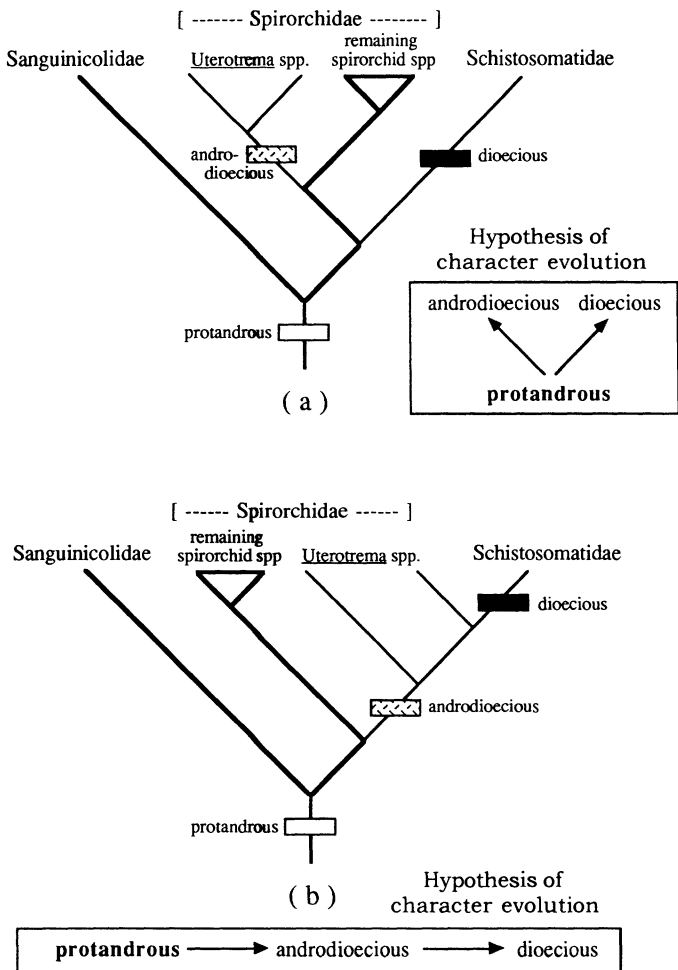 [ ------- Spirorchidae ------- ]
Sanguinicolidae
Uterotrema spp.
remaining
spirorchid spp
Schistosomatidae
andro-
dioecious
dioecious
protandrous
( a )
Hypothesis of
character evolution
androdioecious dioecious
protandrous
[ ------ Spirorchidae ------ ]
Sanguinicolidae
remaining
spirorchid spp
Uterotrema spp.
Schistosomatidae
dioecious
androdioecious
protandrous
( b )
Hypothesis of
character evolution
protandrous androdioecious dioecious